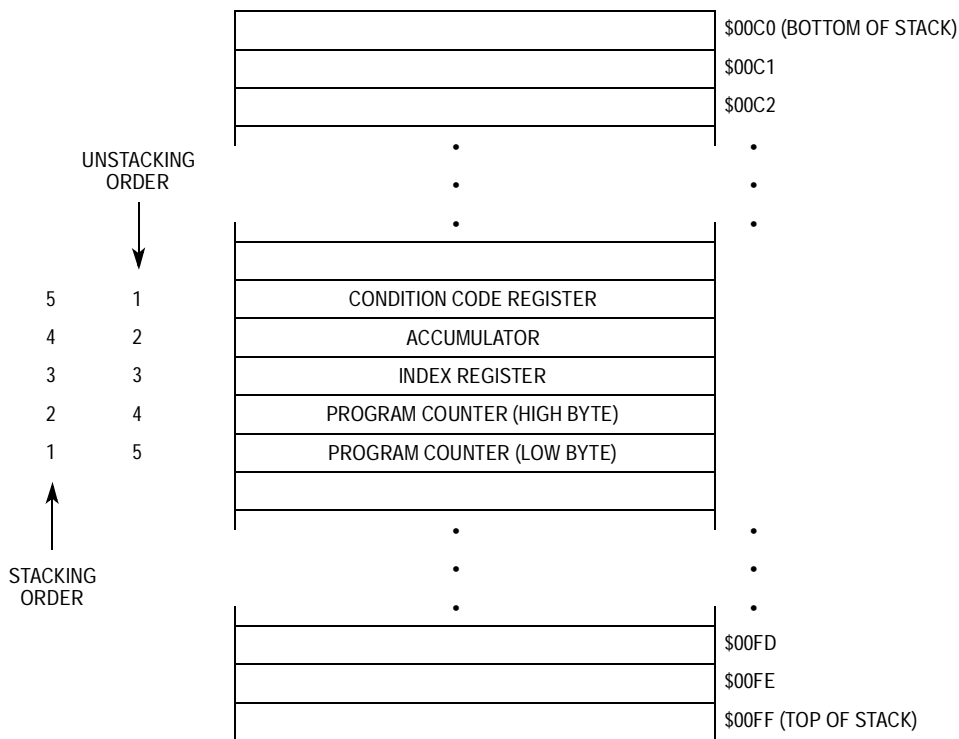 $00C0 (BOTTOM OF STACK)
$00C1
$00C2
UNSTACKING
ORDER
5 1 CONDITION CODE REGISTER
4 2 ACCUMULATOR
3 3 INDEX REGISTER
2 4 PROGRAM COUNTER (HIGH BYTE)
1 5 PROGRAM COUNTER (LOW BYTE)
STACKING
ORDER
$00FD
$00FE
$00FF (TOP OF STACK)